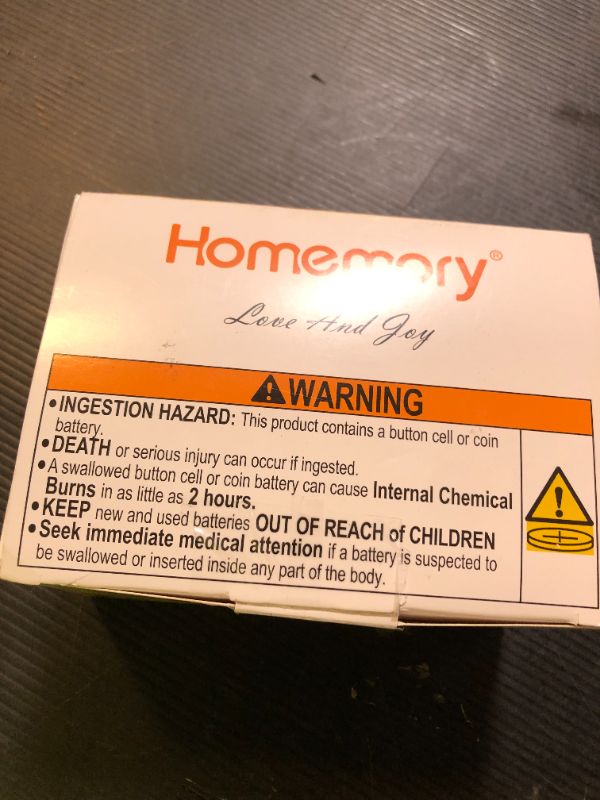 Homemory®
Love And Joy
⚠ WARNING
• INGESTION HAZARD: This product contains a button cell or coin
battery.
• DEATH or serious injury can occur if ingested.
• A swallowed button cell or coin battery can cause Internal Chemical
Burns in as little as 2 hours.
• KEEP new and used batteries OUT OF REACH of CHILDREN
• Seek immediate medical attention if a battery is suspected to
be swallowed or inserted inside any part of the body.